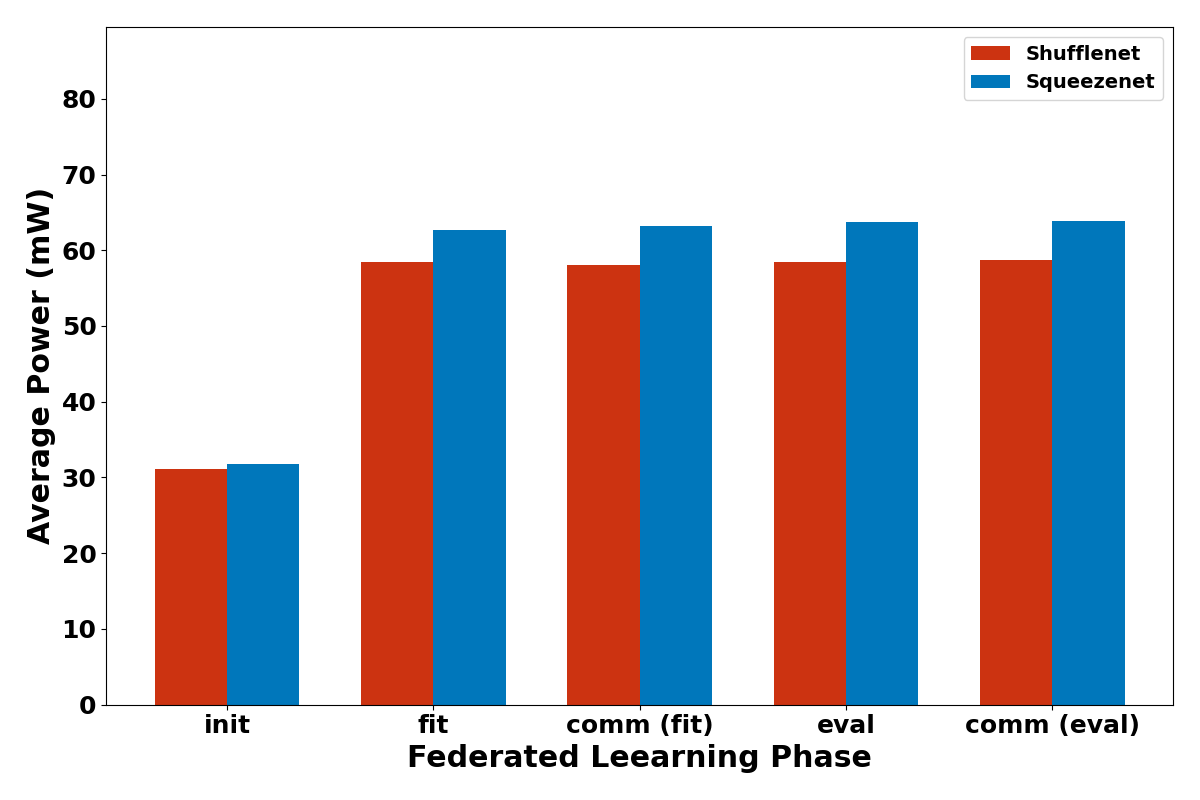 Shufflenet
Squeezenet
Average Power (mW)
80
70
60
50
40
30
20
10
0
init fit comm (fit) eval comm (eval)
Federated Leearning Phase